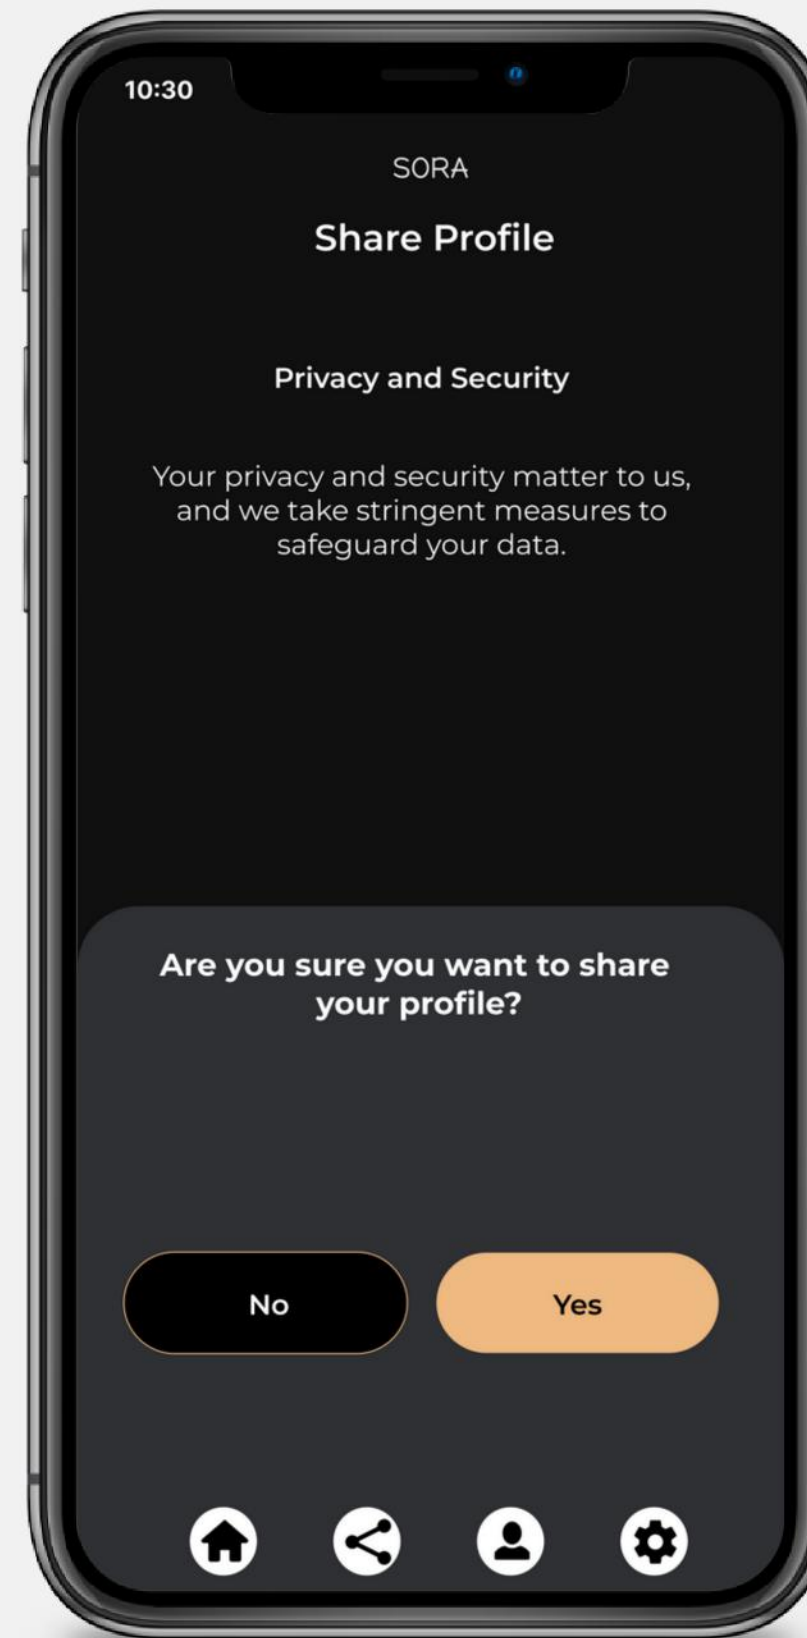 10:30
SORA
Share Profile
Privacy and Security
Your privacy and security matter to us,
and we take stringent measures to
safeguard your data.
Are you sure you want to share
your profile?
No
Yes